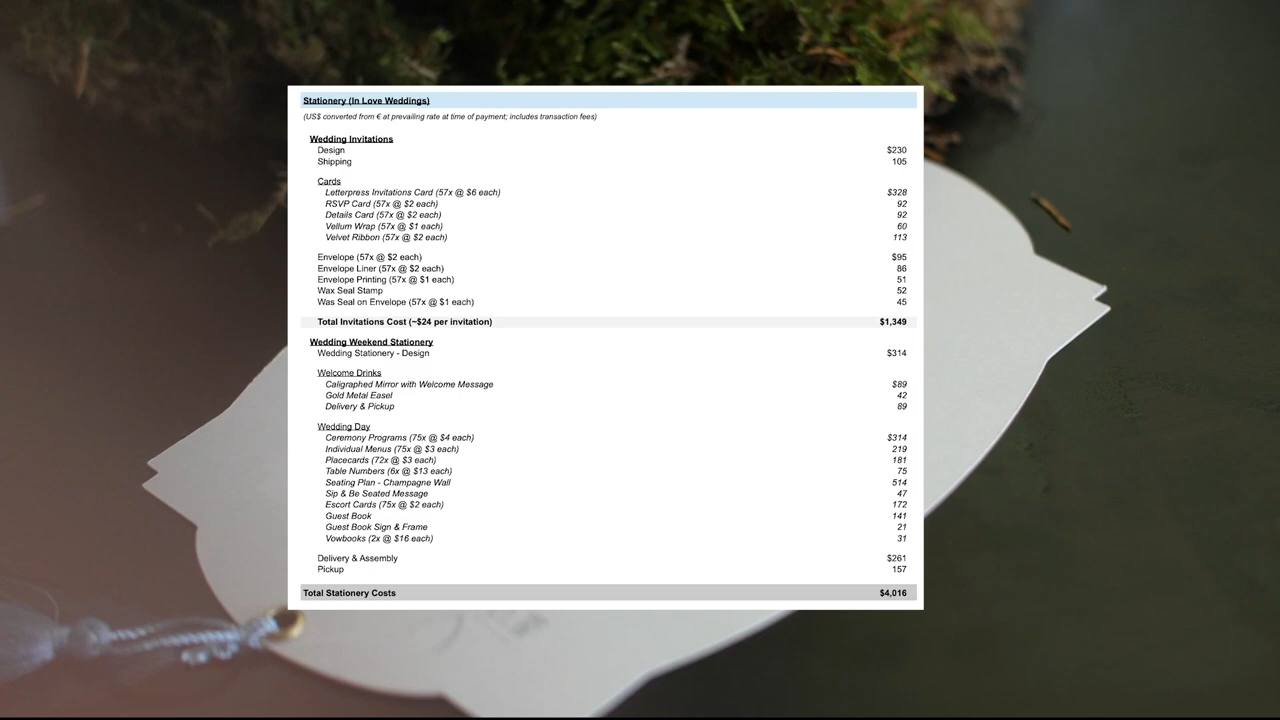 Stationery (In Love Weddings)
(US$ converted from € at prevailing rate at time of payment; includes transaction fees)
Wedding Invitations
Design $230
Shipping 105
Cards
Letterpress Invitations Card (57x @ $6 each) $328
RSVP Card (57x @ $2 each) 92
Details Card (57x @ $2 each) 92
Vellum Wrap (57x @ $1 each) 60
Velvet Ribbon (57x @ $2 each) 113
Envelope (57x @ $2 each) $95
Envelope Liner (57x @ $2 each) 86
Envelope Printing (57x @ $1 each) 51
Wax Seal Stamp 52
Was Seal on Envelope (57x @ $1 each) 45
Total Invitations Cost (~$24 per invitation) $1,349
Wedding Weekend Stationery
Wedding Stationery - Design $314
Welcome Drinks
Caligraphed Mirror with Welcome Message $89
Gold Metal Easel 42
Delivery & Pickup 89
Wedding Day
Ceremony Programs (75x @ $4 each) $314
Individual Menus (75x @ $3 each) 219
Placecards (72x @ $3 each) 181
Table Numbers (6x @ $13 each) 75
Seating Plan - Champagne Wall 514
Sip & Be Seated Message 47
Escort Cards (75x @ $2 each) 172
Guest Book 141
Guest Book Sign & Frame 21
Vowbooks (2x @ $16 each) 31
Delivery & Assembly $261
Pickup 157
Total Stationery Costs $4,016